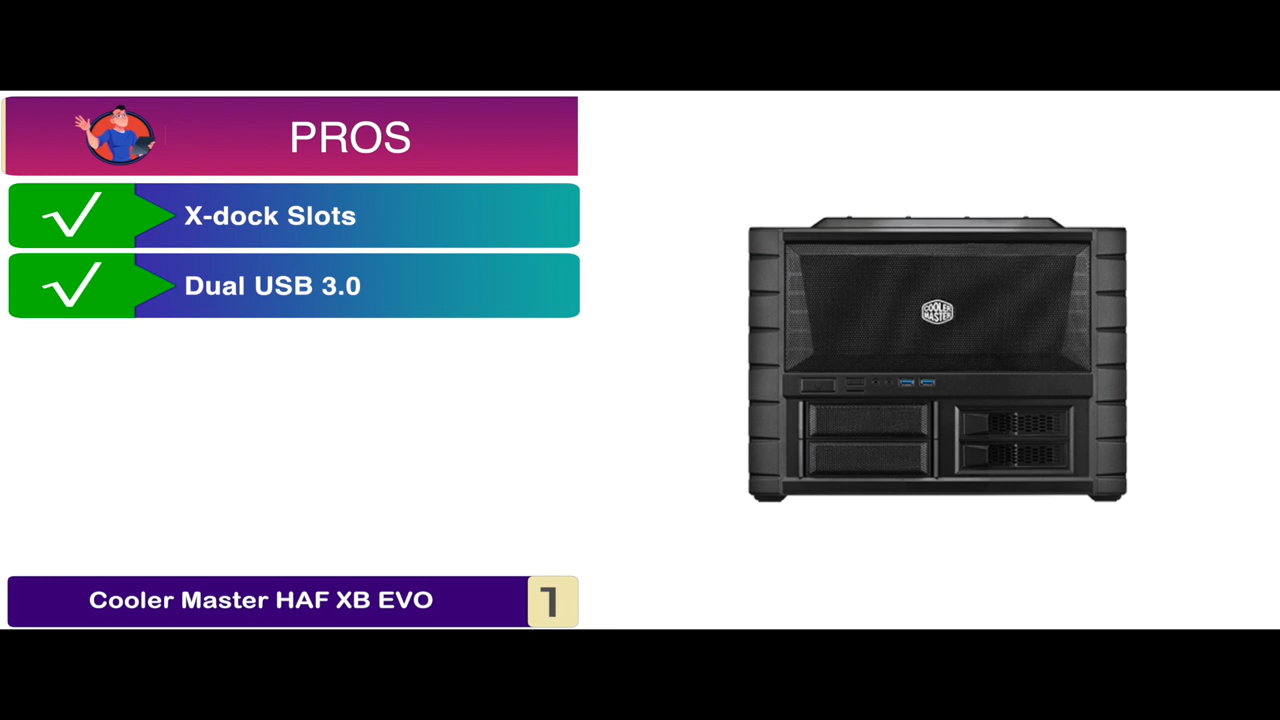 PROS
X-dock Slots
Dual USB 3.0
COOLER
MASTER
Cooler Master HAF XB EVO
1